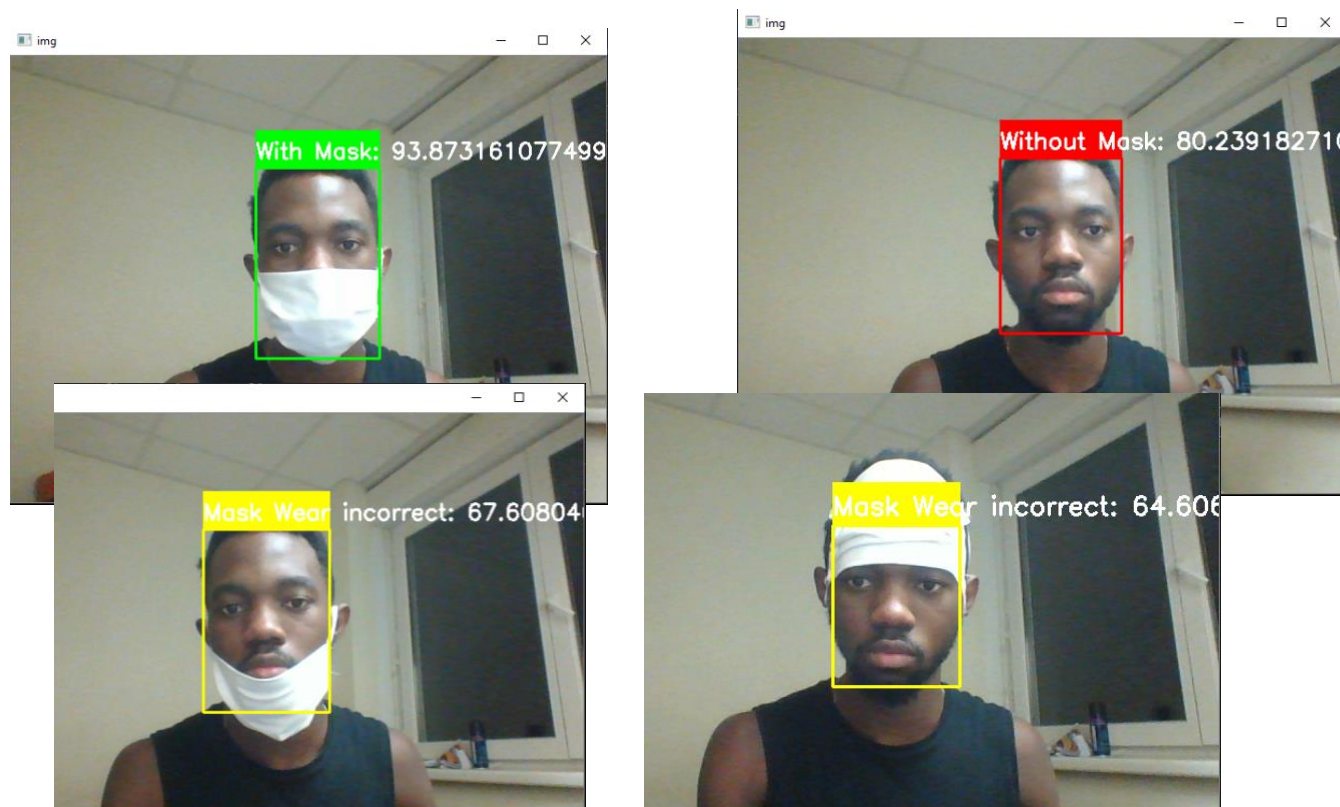 img
With Mask: 93.873161077499
img
Without Mask: 80.23918271
Mask Wear incorrect: 67.60804
Mask Wear incorrect: 64.606